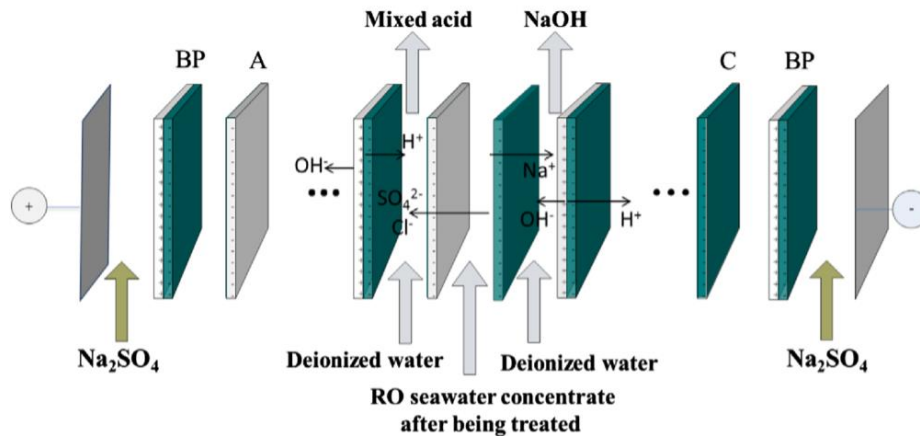 Mixed acid
NaOH
BP
A
C
BP
H⁺
OH⁻
Na⁺
SO₄²⁻
Cl⁻
OH⁻
H⁺
+
-
Na₂SO₄
Deionized water
Deionized water
Na₂SO₄
RO seawater concentrate
after being treated